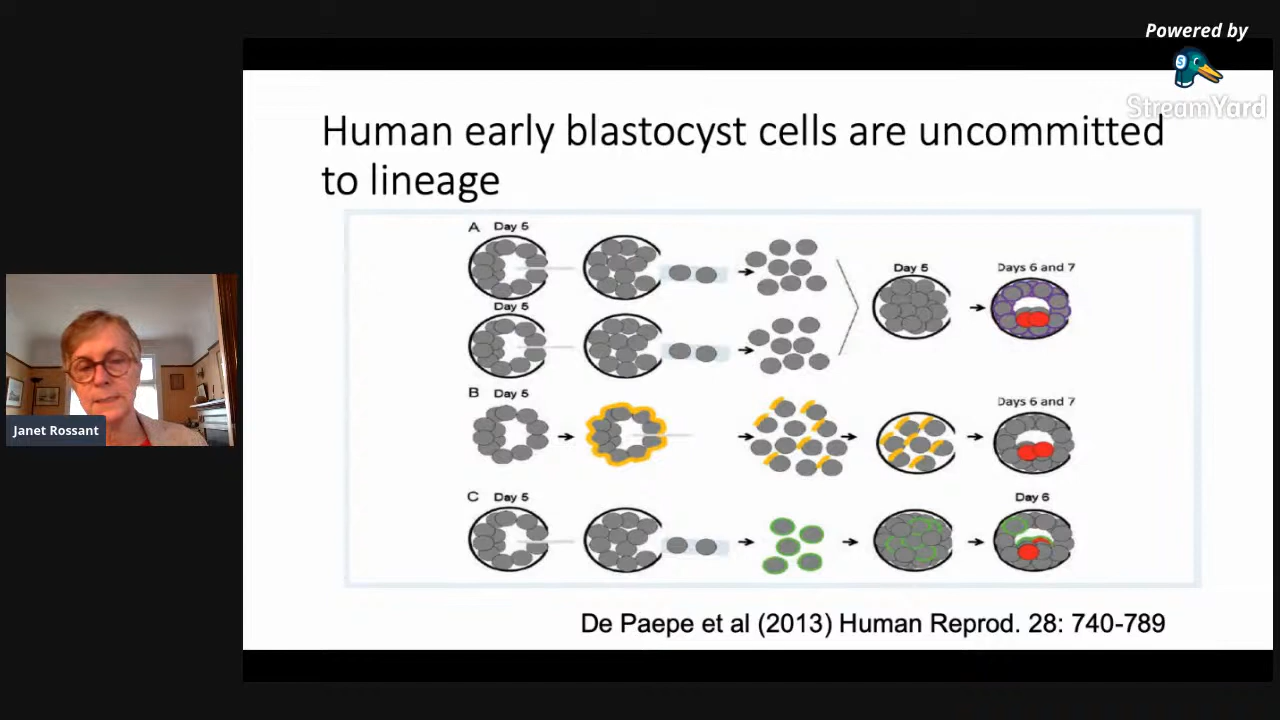 Powered by
StreamYard
Human early blastocyst cells are uncommitted
to lineage
A Day 5
Day 5
Days 6 and 7
Day 5
B Day 5
Days 6 and 7
C Day 5
Day 6
De Paepe et al (2013) Human Reprod. 28: 740-789
Janet Rossant